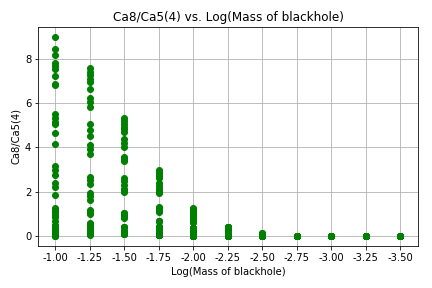 Ca8/Ca5(4) vs. Log(Mass of blackhole)
Ca8/Ca5(4)
8
6
4
2
0
-1.00 -1.25 -1.50 -1.75 -2.00 -2.25 -2.50 -2.75 -3.00 -3.25 -3.50
Log(Mass of blackhole)